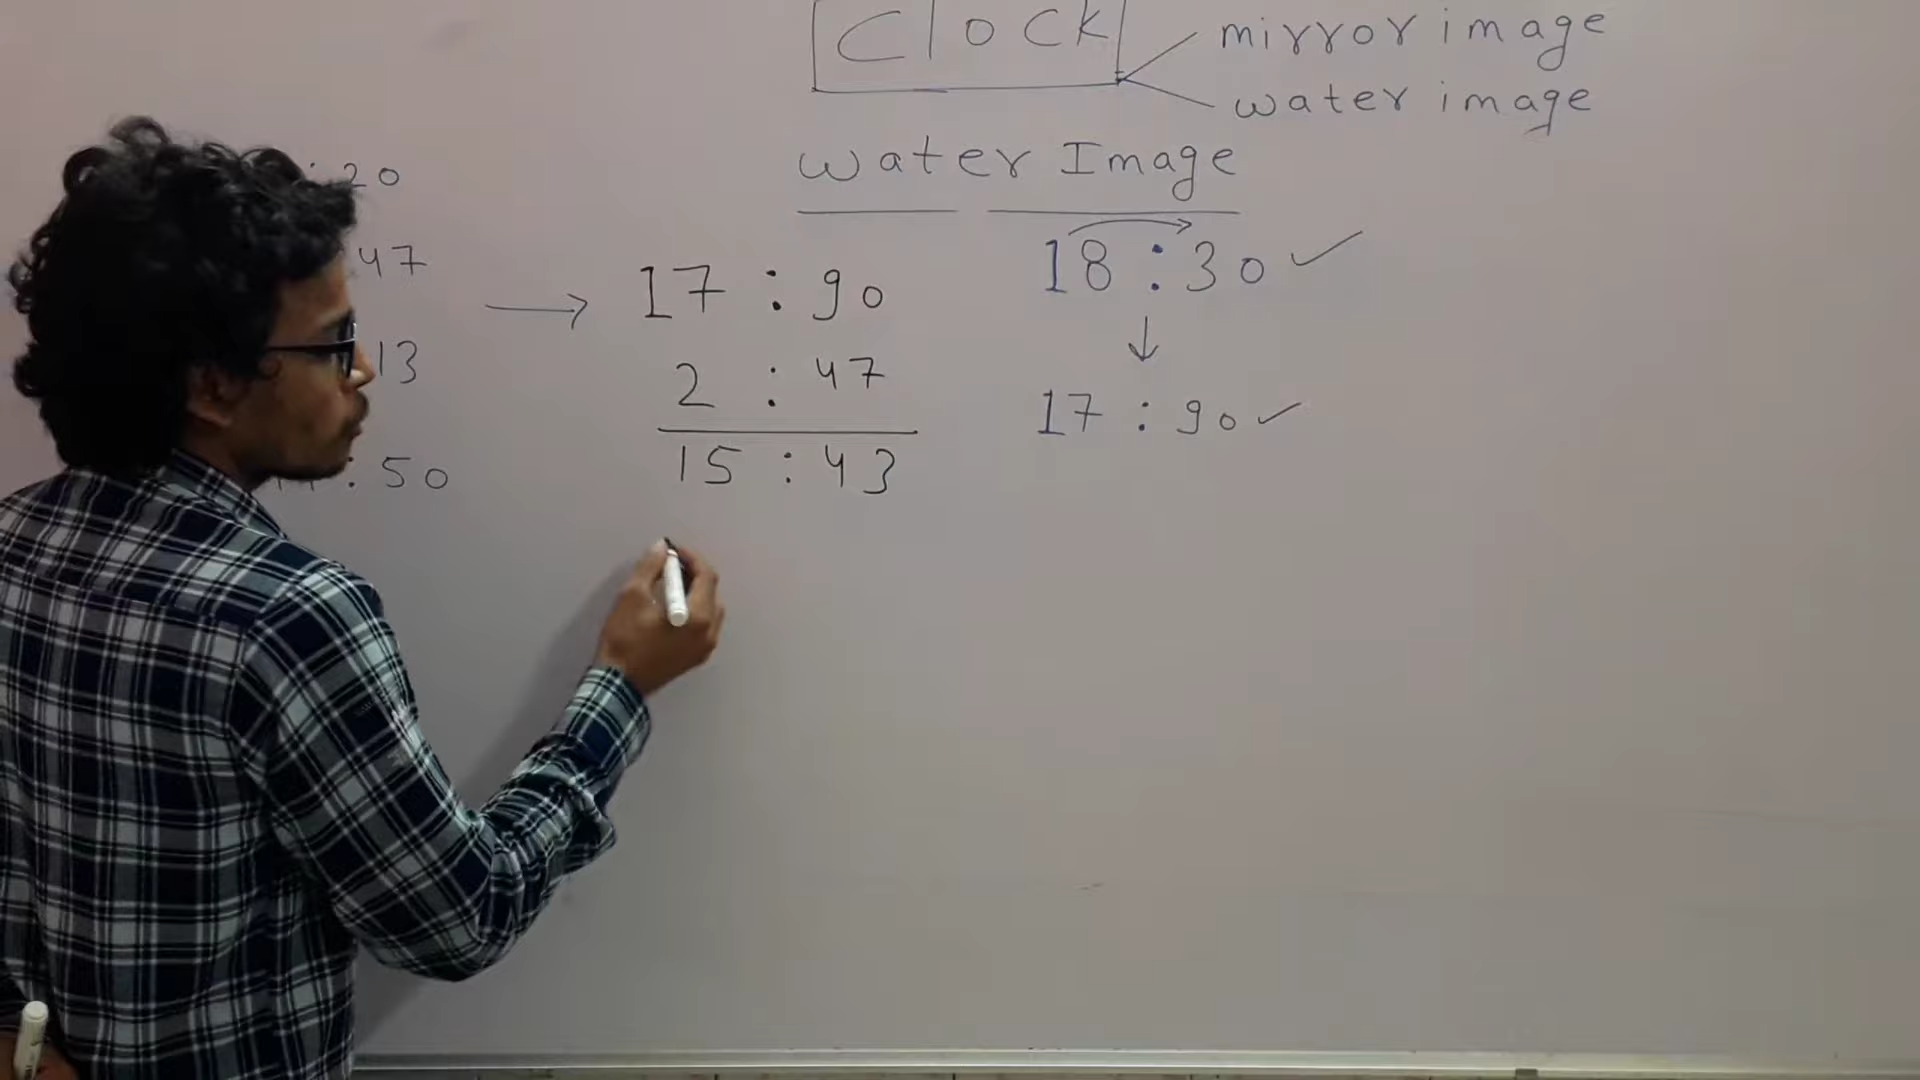 Clock
mirror image
water image
Water Image
: 20
47
13
: 50
17 : 90
2 : 47
15 : 43
18 : 30 ✓
↓
17 : 90 ✓